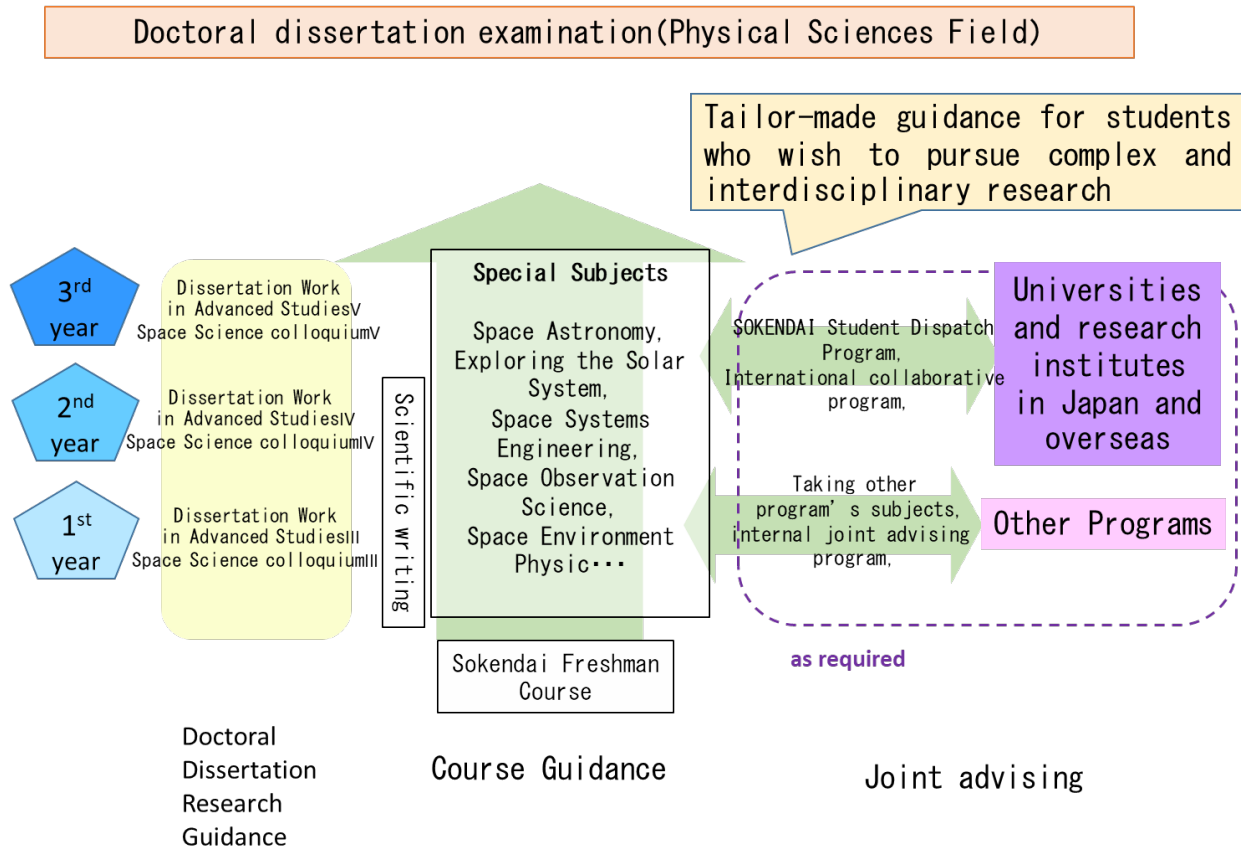 Doctoral dissertation examination(Physical Sciences Field)
Tailor-made guidance for students
who wish to pursue complex and
interdisciplinary research
3rd
year
Dissertation Work
in Advanced StudiesⅤ
Space Science colloquiumⅤ
2nd
year
Dissertation Work
in Advanced StudiesⅣ
Space Science colloquiumⅣ
1st
year
Dissertation Work
in Advanced StudiesⅢ
Space Science colloquiumⅢ
Scientific writing
Special Subjects
Space Astronomy,
Exploring the Solar
System,
Space Systems
Engineering,
Space Observation
Science,
Space Environment
Physic･･･
Sokendai Freshman
Course
SOKENDAI Student Dispatch
Program,
International collaborative
program,
Universities
and research
institutes
in Japan and
overseas
Taking other
program’s subjects,
internal joint advising
program,
Other Programs
as required
Doctoral
Dissertation
Research
Guidance
Course Guidance
Joint advising